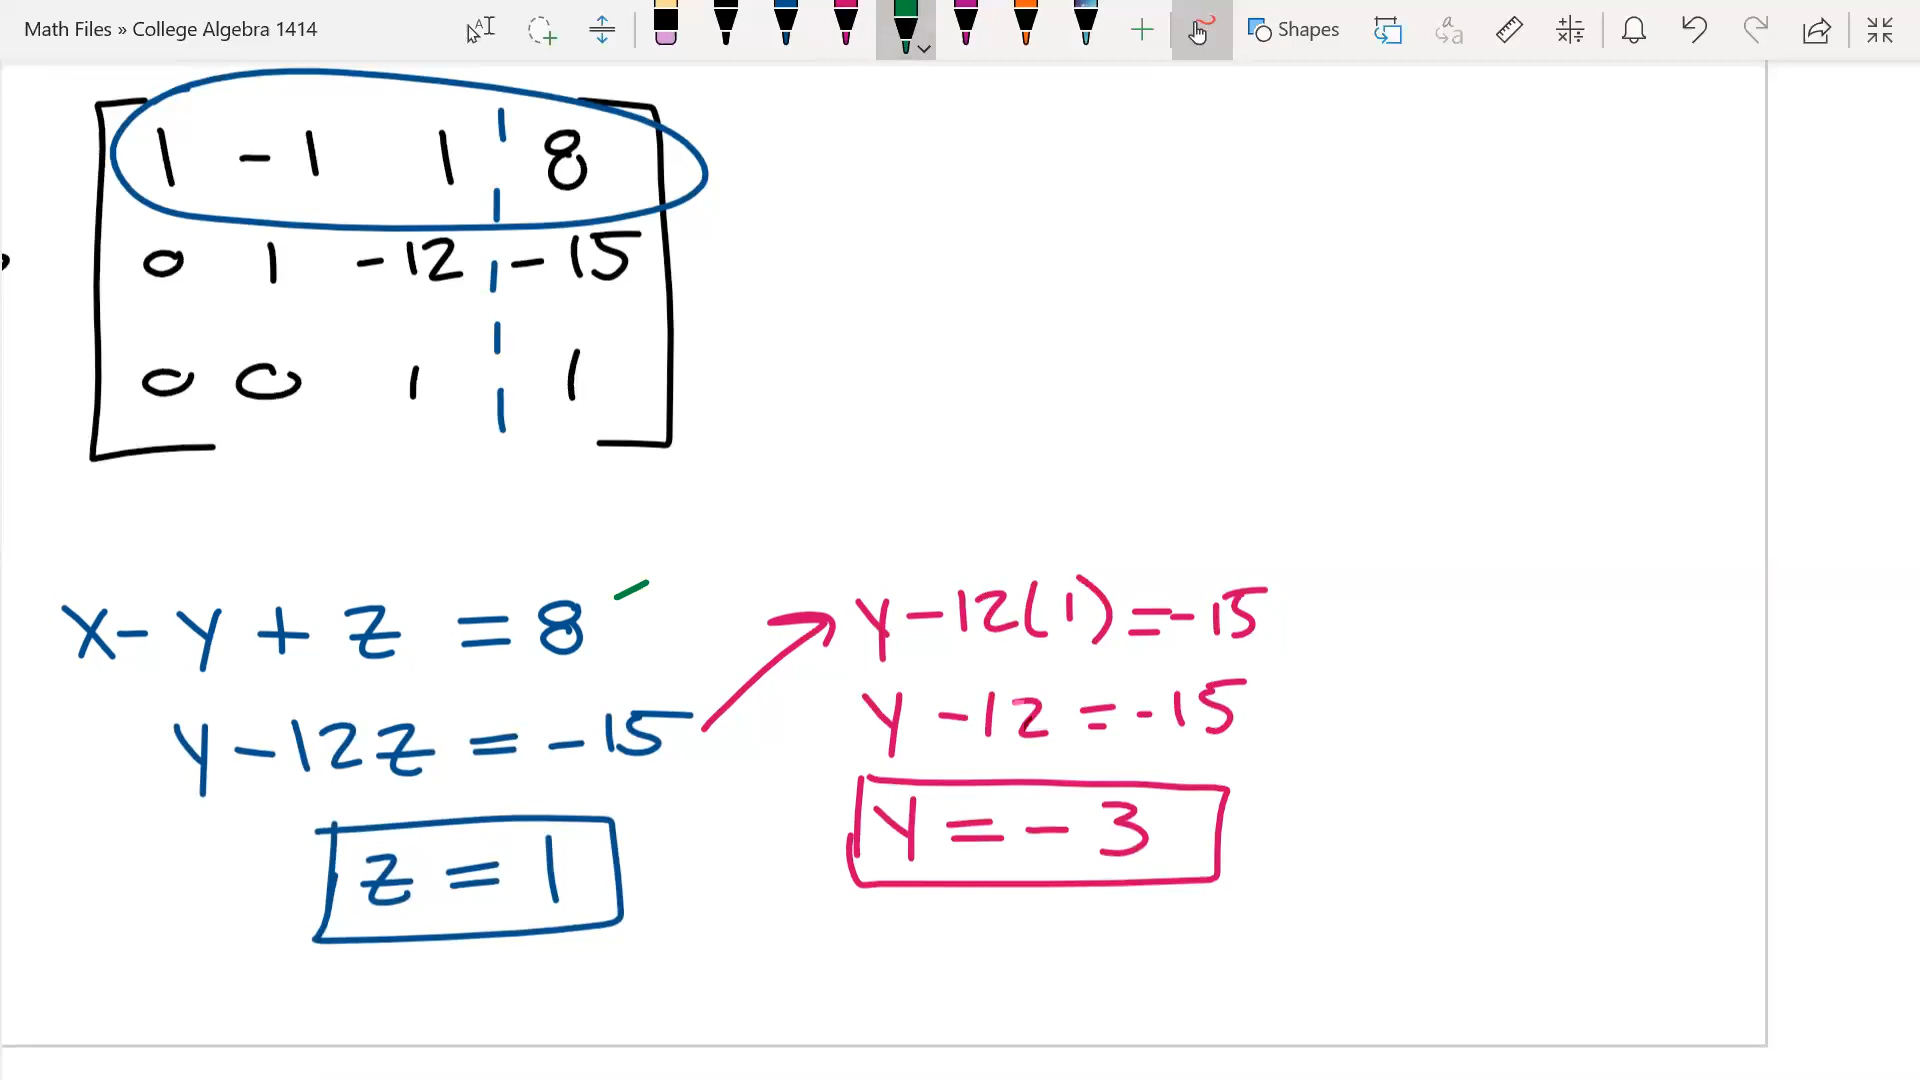 Math Files » College Algebra 1414
Shapes
1 -1 1 8
0 1 -12 -15
0 0 1 1
x - y + z = 8
y - 12z = -15
z = 1
y - 12(1) = -15
y - 12 = -15
y = -3